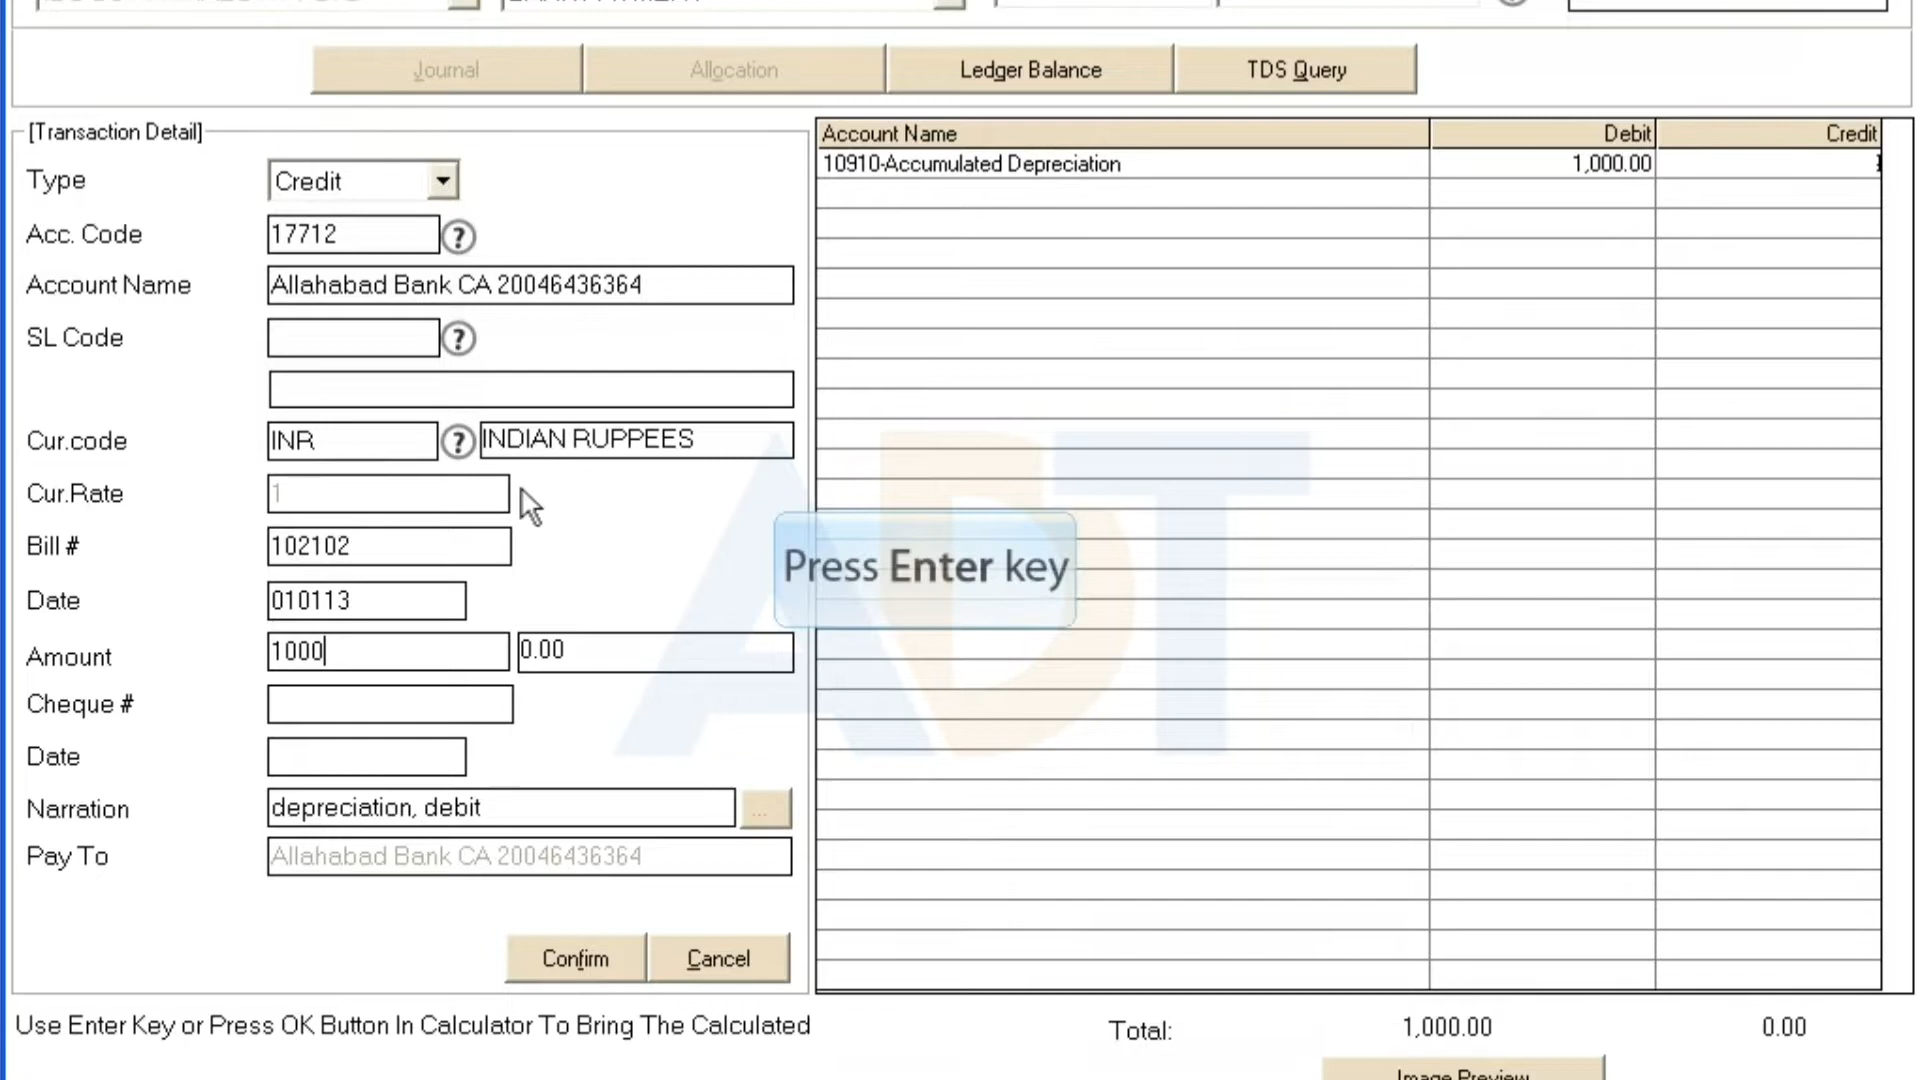 Journal Allocation Ledger Balance TDS Query
[Transaction Detail]
Type Credit
Acc. Code 17712 ?
Account Name Allahabad Bank CA 20046436364
SL Code ?
Cur.code INR ? INDIAN RUPPEES
Cur.Rate 1
Bill # 102102
Date 010113
Amount 1000 0.00
Cheque #
Date
Narration depreciation, debit ...
Pay To Allahabad Bank CA 20046436364
Confirm Cancel
Account Name Debit Credit
10910-Accumulated Depreciation 1,000.00
ADT
Press Enter key
Use Enter Key or Press OK Button In Calculator To Bring The Calculated
Total: 1,000.00 0.00
Image Preview